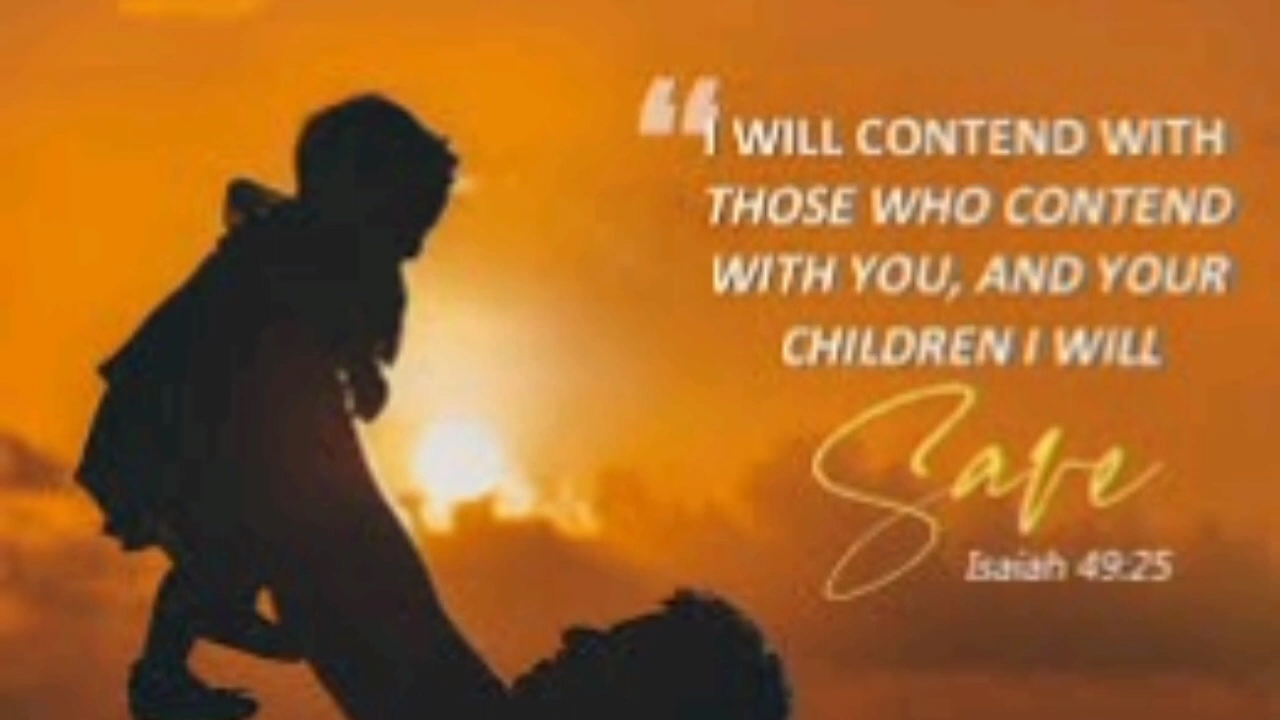 “I WILL CONTEND WITH
THOSE WHO CONTEND
WITH YOU, AND YOUR
CHILDREN I WILL
Save
Isaiah 49:25